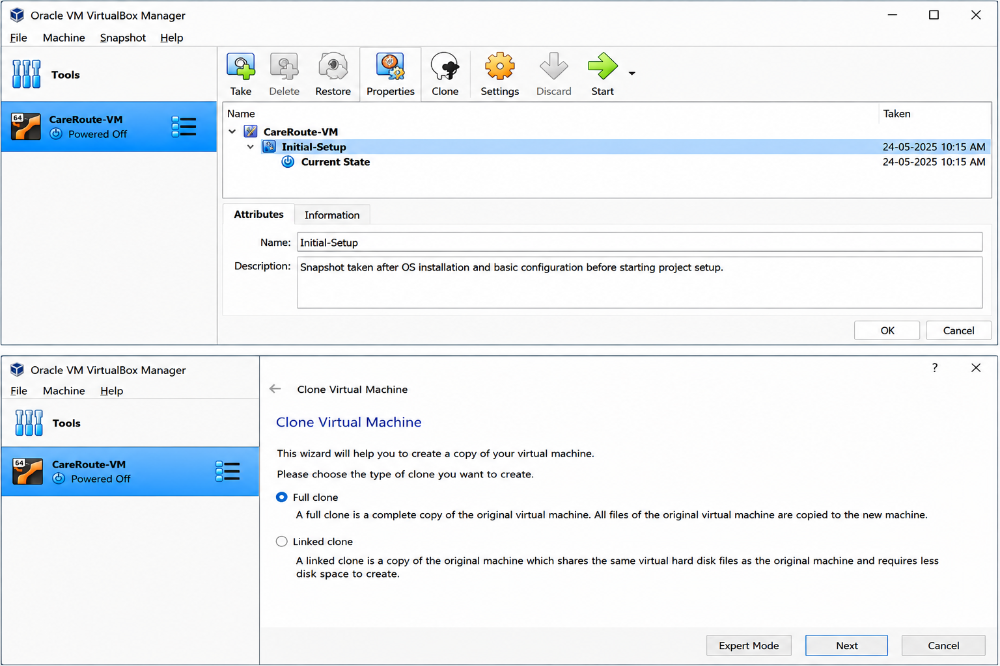 Oracle VM VirtualBox Manager
File Machine Snapshot Help
Tools
64
CareRoute-VM
Powered Off
Take Delete Restore Properties Clone Settings Discard Start
Name Taken
CareRoute-VM
Initial-Setup 24-05-2025 10:15 AM
Current State 24-05-2025 10:15 AM
Attributes Information
Name: Initial-Setup
Description: Snapshot taken after OS installation and basic configuration before starting project setup.
OK Cancel
Oracle VM VirtualBox Manager
File Machine Help
Tools
64
CareRoute-VM
Powered Off
?
Clone Virtual Machine
Clone Virtual Machine
This wizard will help you to create a copy of your virtual machine.
Please choose the type of clone you want to create.
Full clone
A full clone is a complete copy of the original virtual machine. All files of the original virtual machine are copied to the new machine.
Linked clone
A linked clone is a copy of the original machine which shares the same virtual hard disk files as the original machine and requires less
disk space to create.
Expert Mode Next Cancel